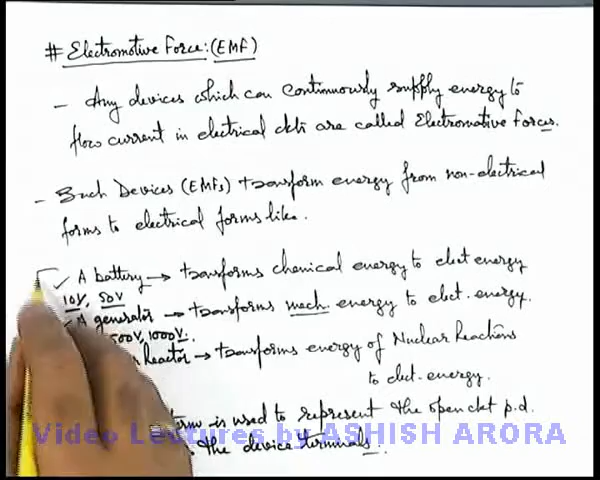 # Electromotive Force: (EMF)
- Any devices which can continuously supply energy to
flow current in electrical ckts are called Electromotive Forces.
- Such Devices (EMFs) transform energy from non-electrical
forms to electrical forms like.
✓ A battery → transforms chemical energy to elect energy
10V, 50V
✓ A generator → transforms mech. energy to elect. energy.
500V, 1000V.
Reactor → transforms energy of Nuclear Reactions
to elect. energy.
term is used to represent the open ckt p.d.
the device terminals.
Video Lectures by ASHISH ARORA